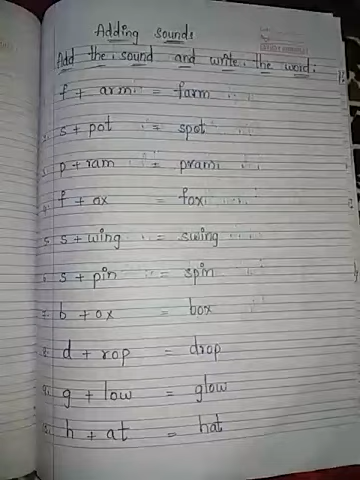 Adding sounds
Add the sound and write the word.
f + arm = farm
2. s + pot = spot
3. p + ram = pram
4. f + ox = fox
5. s + wing = swing
6. s + pin = spin
7. b + ox = box
8. d + rop = drop
9. g + low = glow
10. h + at = hat